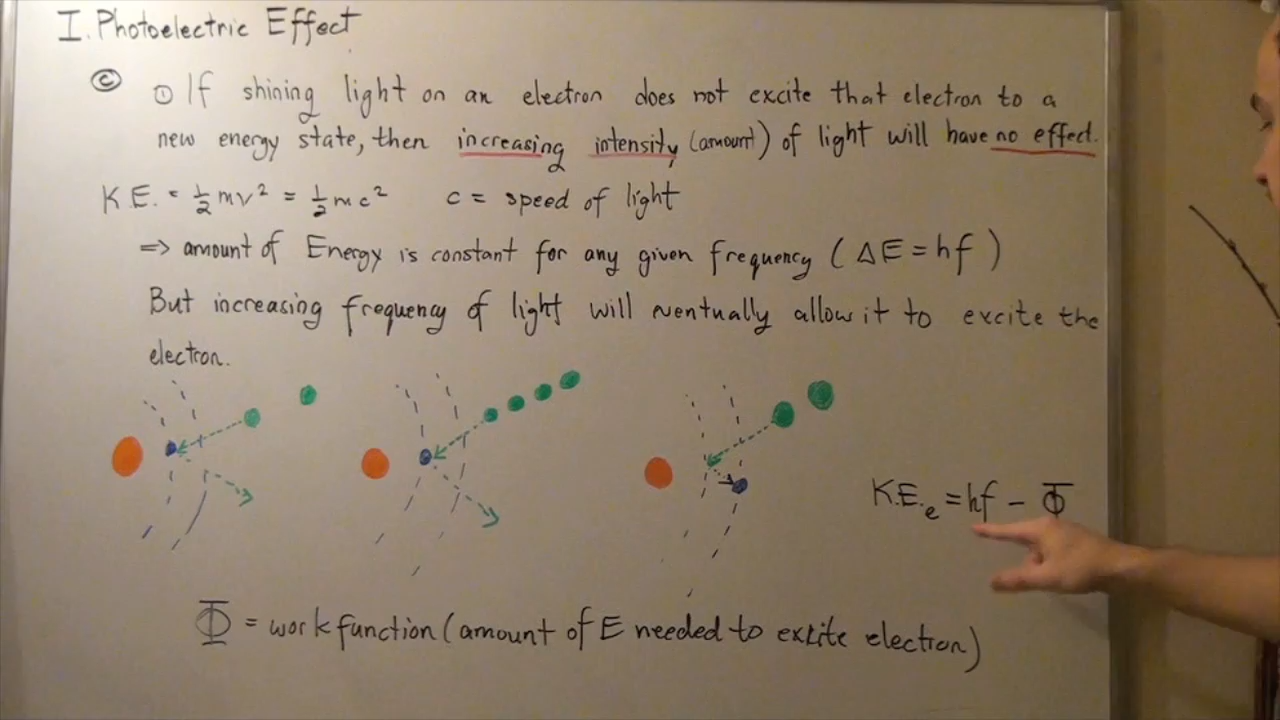 I. Photoelectric Effect
ⓒ ① If shining light on an electron does not excite that electron to a
new energy state, then increasing intensity (amount) of light will have no effect.
K.E. = ½mv² = ½mc² c = speed of light
⇒ amount of Energy is constant for any given frequency (ΔE = hf)
But increasing frequency of light will eventually allow it to excite the
electron.
K.E.e = hf - Φ
Φ = work function (amount of E needed to excite electron)